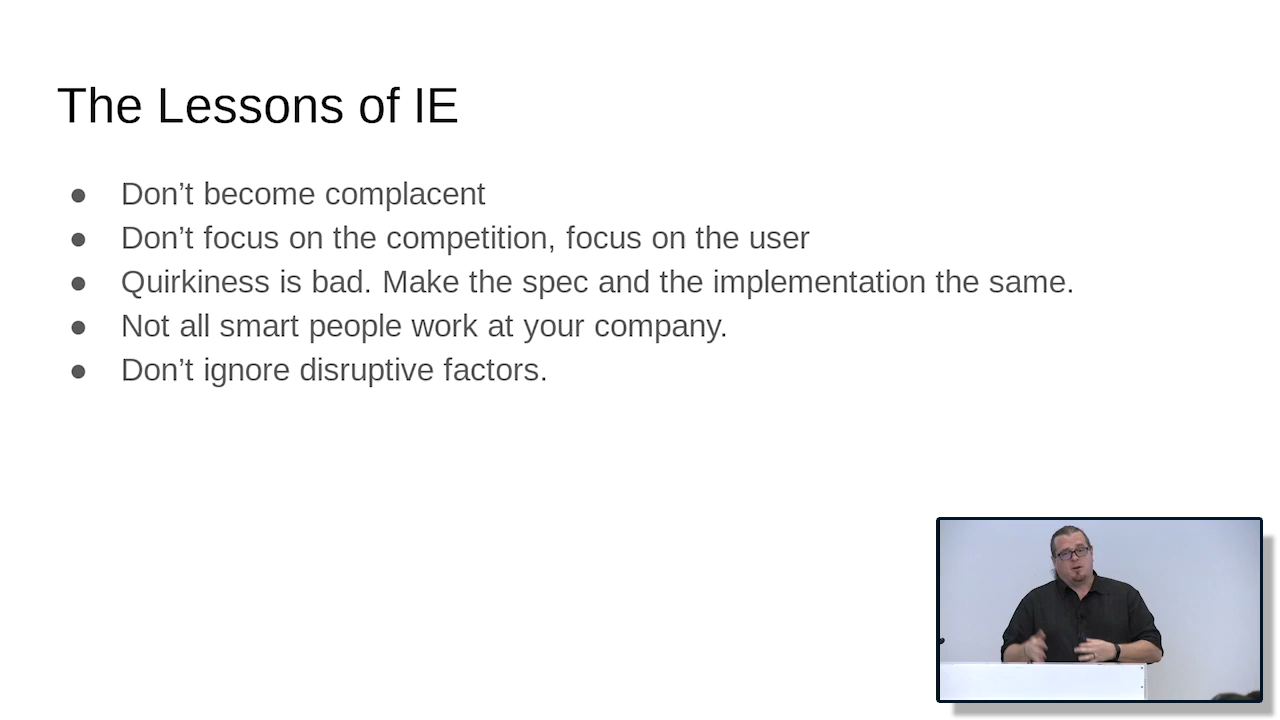 The Lessons of IE
● Don’t become complacent
● Don’t focus on the competition, focus on the user
● Quirkiness is bad. Make the spec and the implementation the same.
● Not all smart people work at your company.
● Don’t ignore disruptive factors.